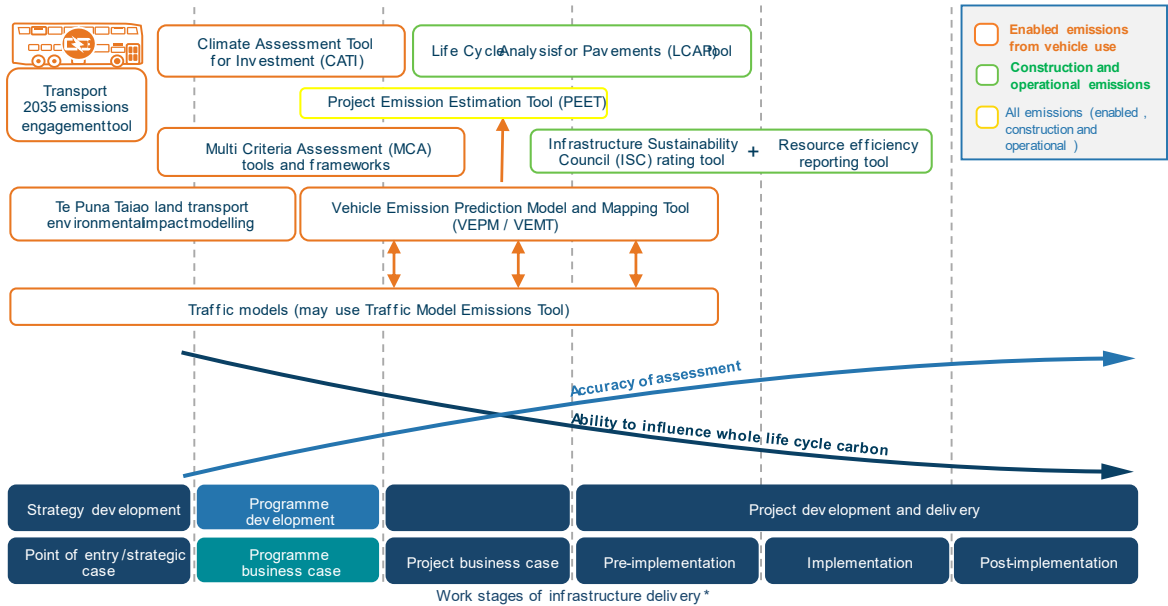 Transport
2035 emissions
engagement tool
Climate Assessment Tool
for Investment (CATI)
Life Cycle Analysis for Pavements (LCAP) tool
Project Emission Estimation Tool (PEET)
Multi Criteria Assessment (MCA)
tools and frameworks
Infrastructure Sustainability
Council (ISC) rating tool
+
Resource efficiency
reporting tool
Te Puna Taiao land transport
environmental impact modelling
Vehicle Emission Prediction Model and Mapping Tool
(VEPM / VEMT)
Traffic models (may use Traffic Model Emissions Tool)
Enabled emissions
from vehicle use
Construction and
operational emissions
All emissions (enabled,
construction and
operational)
Accuracy of assessment
Ability to influence whole life cycle carbon
Strategy development
Programme
development
Project development and delivery
Point of entry/strategic
case
Programme
business case
Project business case
Pre-implementation
Implementation
Post-implementation
Work stages of infrastructure delivery*